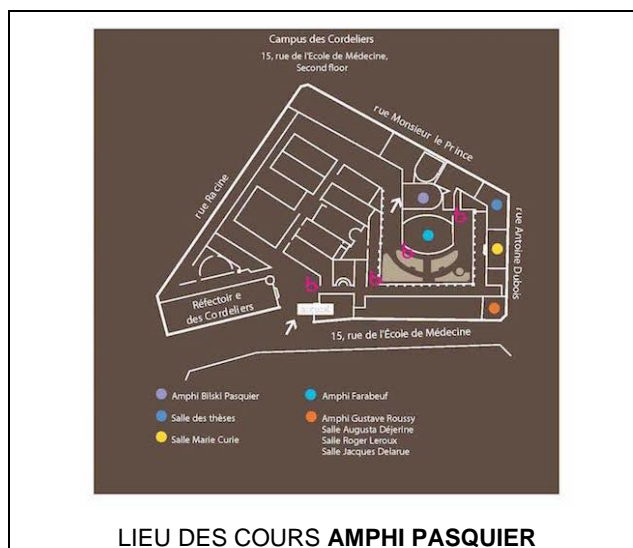 Campus des Cordeliers
15, rue de l'Ecole de Médecine,
Second floor
rue Monsieur le Prince
rue Racine
rue Antoine Dubois
Réfectoir e
des Cordeliers
15, rue de l'École de Médecine
Amphi Bilski Pasquier
Salle des thèses
Salle Marie Curie
Amphi Farabeuf
Amphi Gustave Roussy
Salle Augusta Déjerine
Salle Roger Leroux
Salle Jacques Delarue
LIEU DES COURS AMPHI PASQUIER